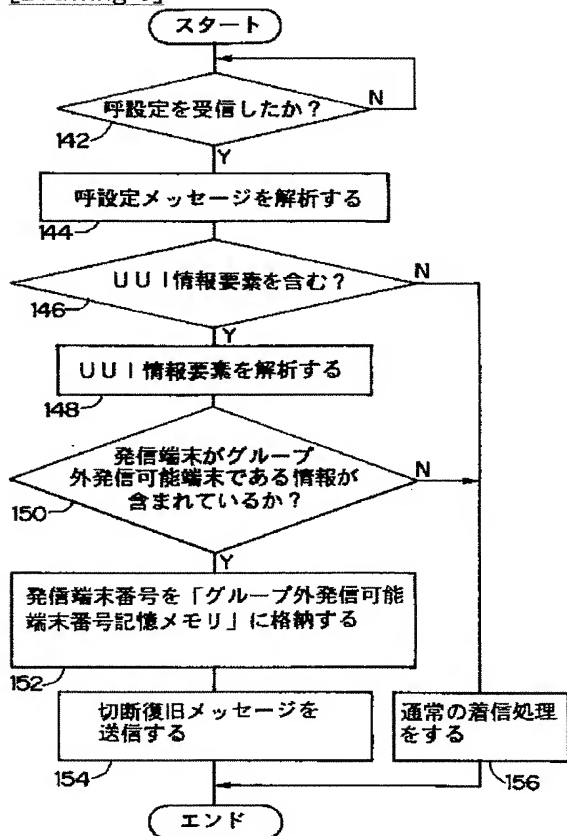 スタート
呼設定を受信したか?
N
142
Y
呼設定メッセージを解析する
144
UUI情報要素を含む?
N
146
Y
UUI情報要素を解析する
148
発信端末がグループ
外発信可能端末である情報が
含まれているか?
N
150
Y
発信端末番号を「グループ外発信可能
端末番号記憶メモリ」に格納する
152
切断復旧メッセージを
送信する
154
通常の着信処理
をする
156
エンド